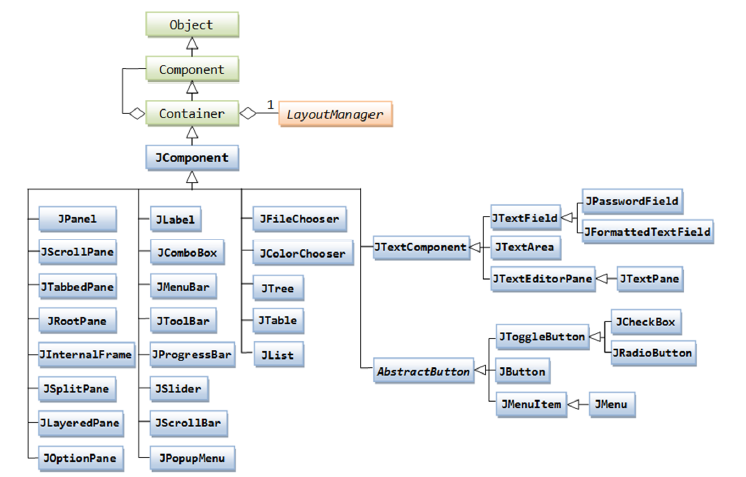 Object
Component
Container
1
LayoutManager
JComponent
JPanel
JScrollPane
JTabbedPane
JRootPane
JInternalFrame
JSplitPane
JLayeredPane
JOptionPane
JLabel
JComboBox
JMenuBar
JToolBar
JProgressBar
JSlider
JScrollBar
JPopupMenu
JFileChooser
JColorChooser
JTree
JTable
JList
JTextComponent
JTextField
JPasswordField
JFormattedTextField
JTextArea
JTextEditorPane
JTextPane
AbstractButton
JToggleButton
JCheckBox
JRadioButton
JButton
JMenuItem
JMenu